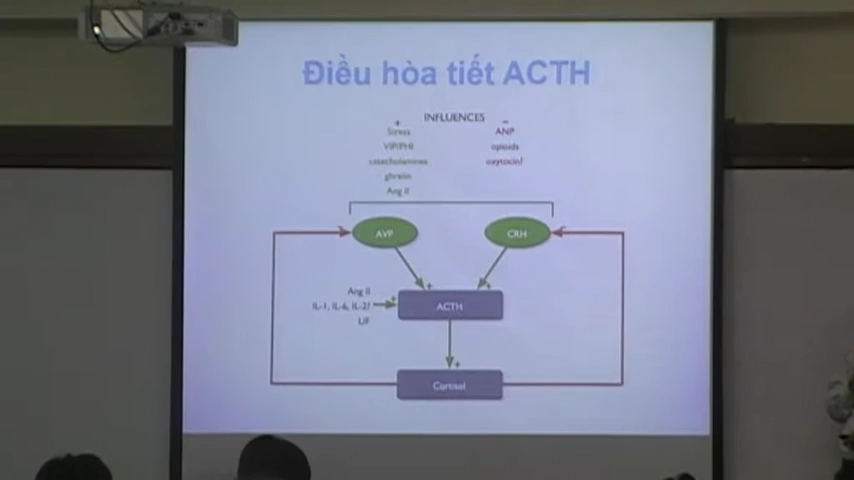 Điều hòa tiết ACTH
INFLUENCES
+
Stress
VIP/PHI
catecholamines
ghrelin
Ang II
-
ANP
opioids
oxytocin?
AVP
CRH
+
+
Ang II
IL-1, IL-6, IL-2?
LIF
+
ACTH
+
Cortisol